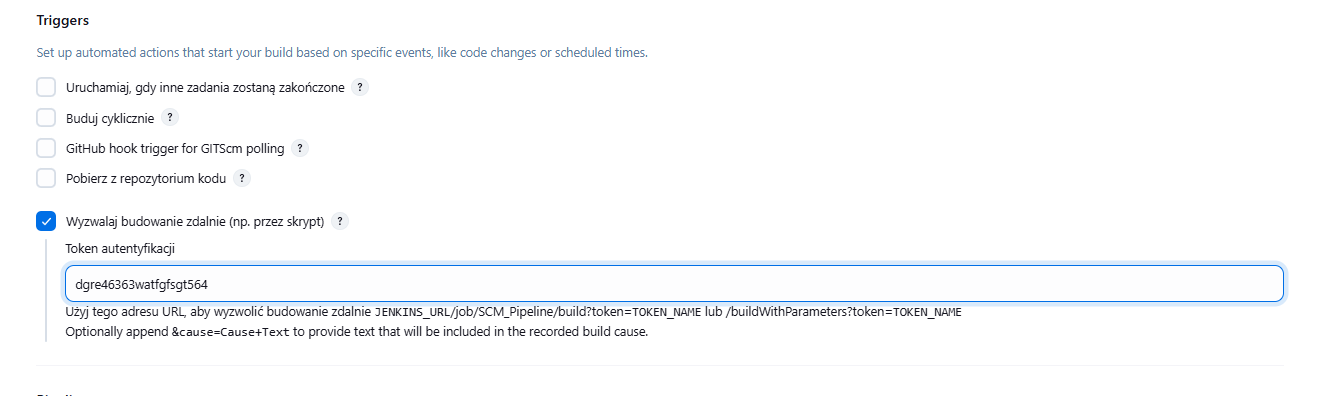 Triggers
Set up automated actions that start your build based on specific events, like code changes or scheduled times.
Uruchamiaj, gdy inne zadania zostaną zakończone ?
Buduj cyklicznie ?
GitHub hook trigger for GITScm polling ?
Pobierz z repozytorium kodu ?
Wyzwalaj budowanie zdalnie (np. przez skrypt) ?
Token autentyfikacji
dgre46363watfgfsgt564
Użyj tego adresu URL, aby wyzwolić budowanie zdalnie JENKINS_URL/job/SCM_Pipeline/build?token=TOKEN_NAME lub /buildWithParameters?token=TOKEN_NAME
Optionally append &cause=Cause+Text to provide text that will be included in the recorded build cause.